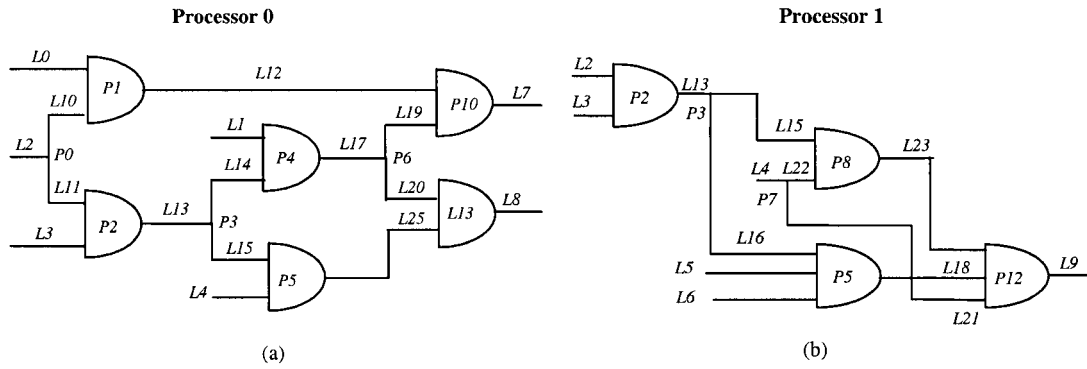 Processor 0
Processor 1
L0
P1
L10
L12
P10
L7
L19
L1
P4
L17
P6
L2
P0
L14
L11
L20
L13
L8
P2
L13
P3
L25
L3
L15
P5
L4
(a)
L2
P2
L13
L3
P3
L15
P8
L23
L4
L22
P7
L16
L5
P5
L18
P12
L9
L6
L21
(b)